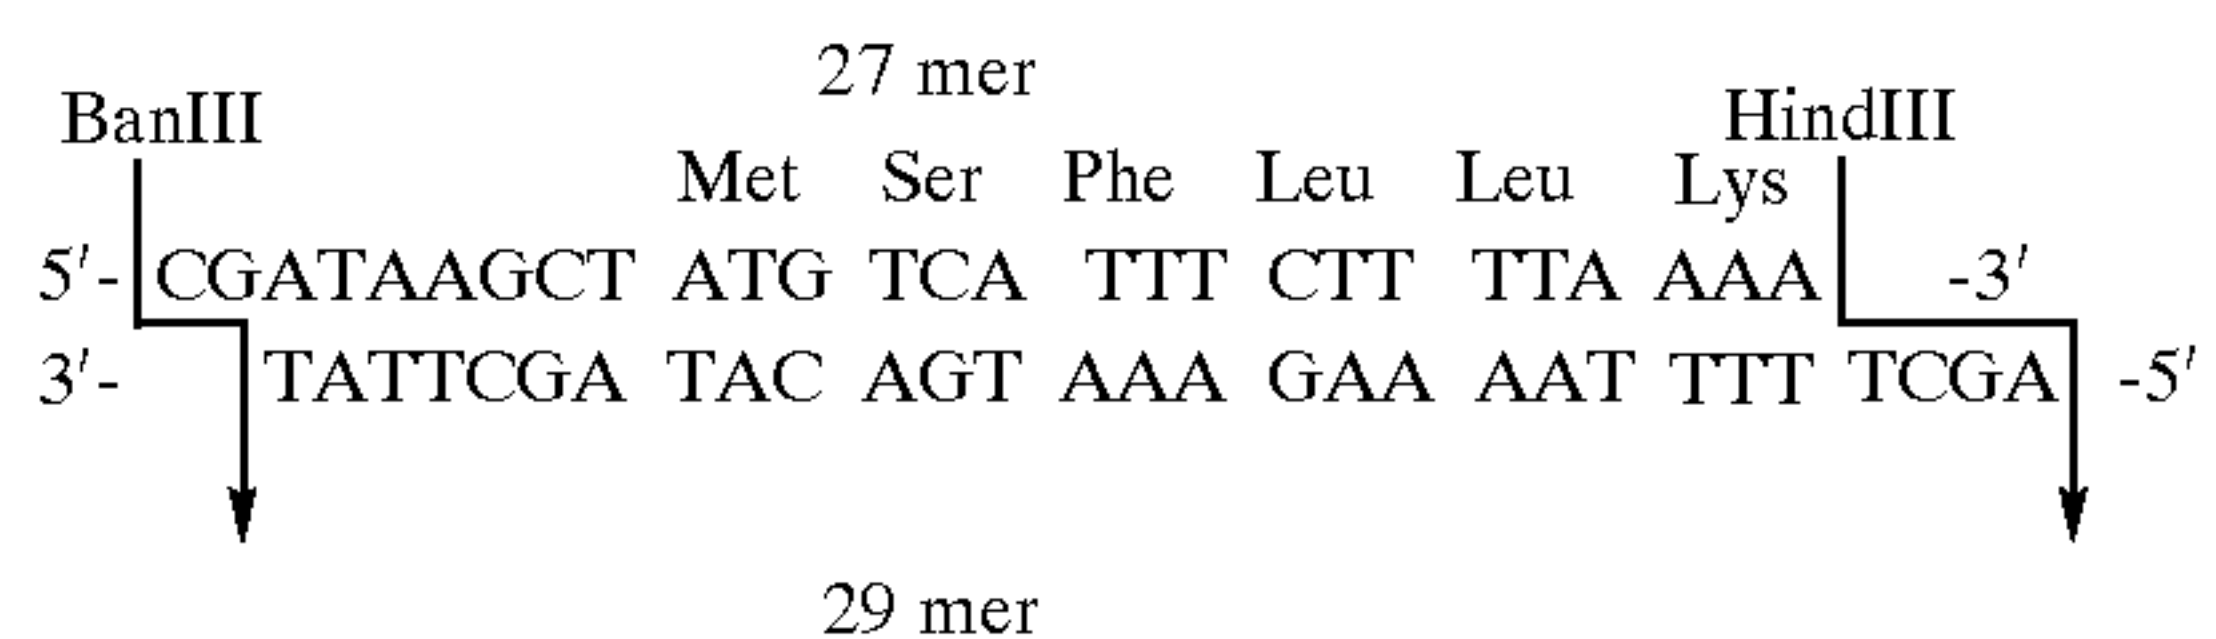 27 mer
BanIII HindIII
Met Ser Phe Leu Leu Lys
5′- CGATAAGCT ATG TCA TTT CTT TTA AAA -3′
3′- TATTCGA TAC AGT AAA GAA AAT TTT TCGA -5′
29 mer